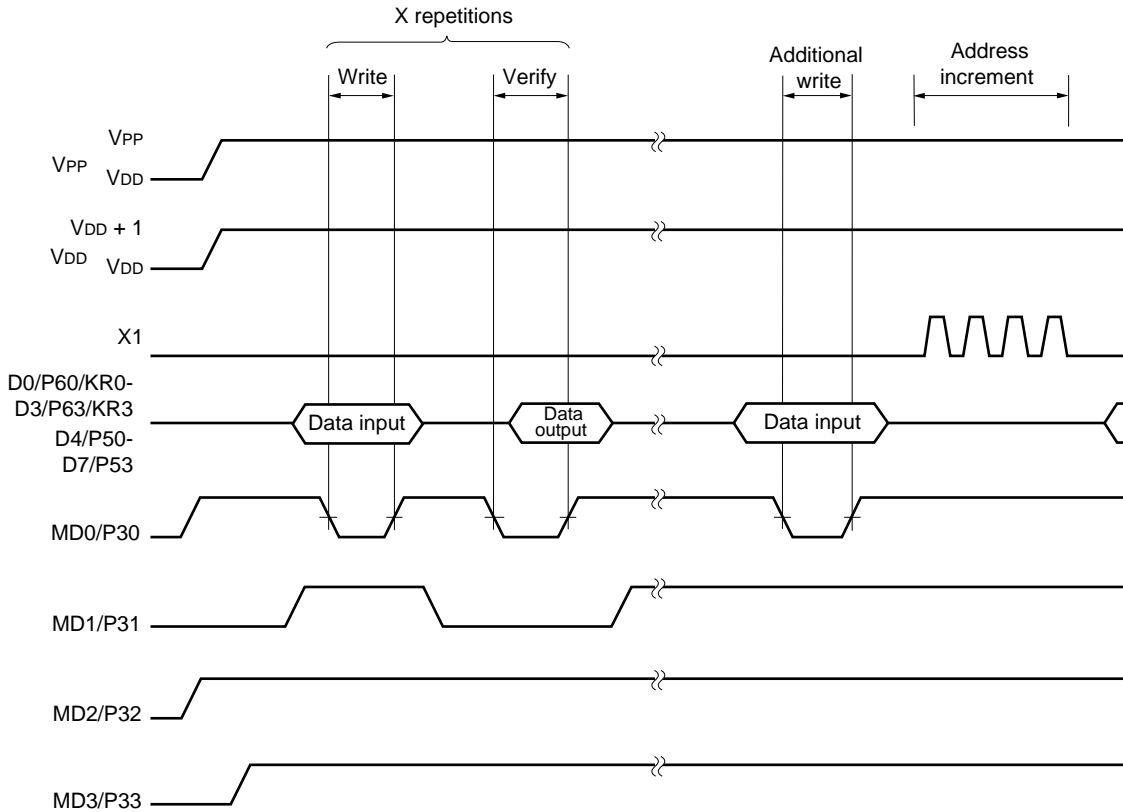 X repetitions
Write
Verify
Additional
write
Address
increment
VPP
VPP
VDD
VDD + 1
VDD
VDD
X1
D0/P60/KR0-
D3/P63/KR3
D4/P50-
D7/P53
Data input
Data
output
Data input
MD0/P30
MD1/P31
MD2/P32
MD3/P33